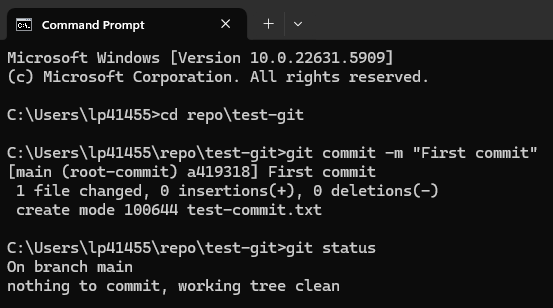 Command Prompt
Microsoft Windows [Version 10.0.22631.5909]
(c) Microsoft Corporation. All rights reserved.
C:\Users\lp41455>cd repo\test-git
C:\Users\lp41455\repo\test-git>git commit -m "First commit"
[main (root-commit) a419318] First commit
 1 file changed, 0 insertions(+), 0 deletions(-)
 create mode 100644 test-commit.txt
C:\Users\lp41455\repo\test-git>git status
On branch main
nothing to commit, working tree clean